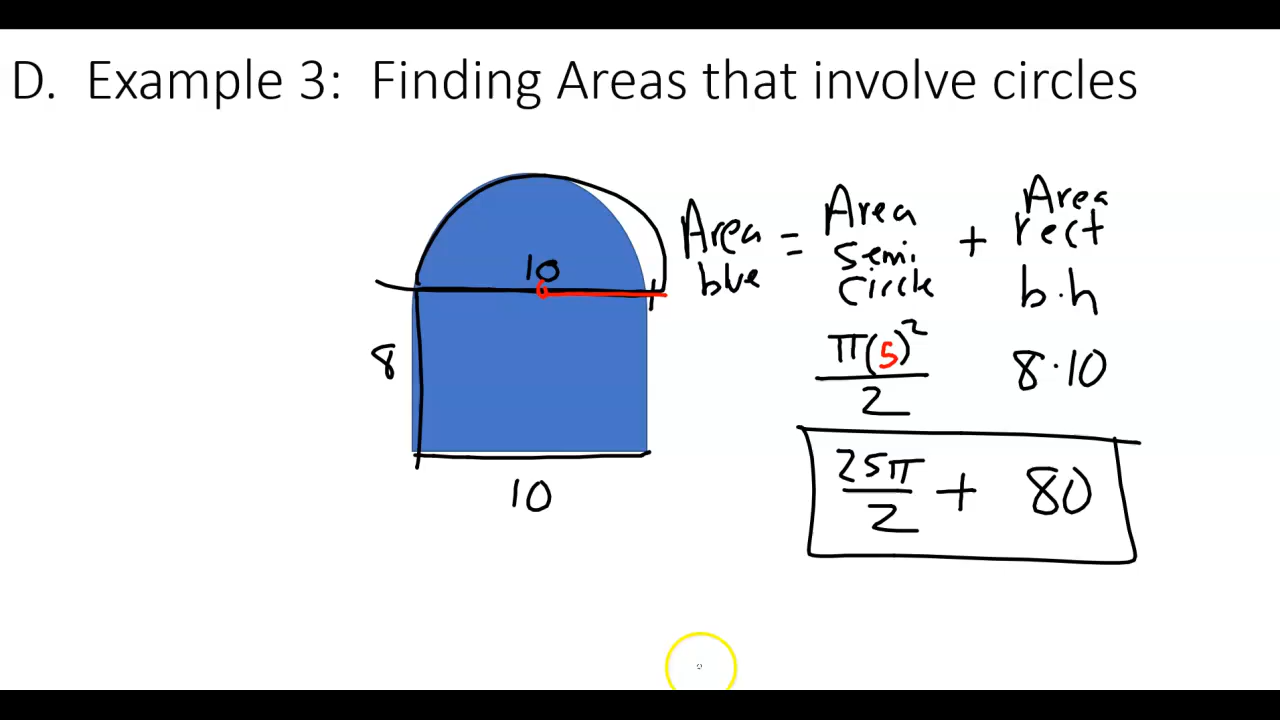 D. Example 3: Finding Areas that involve circles
10
8
10
Area blue = Area semi circle + Area rect
b·h
π(5)²/2 8·10
25π/2 + 80